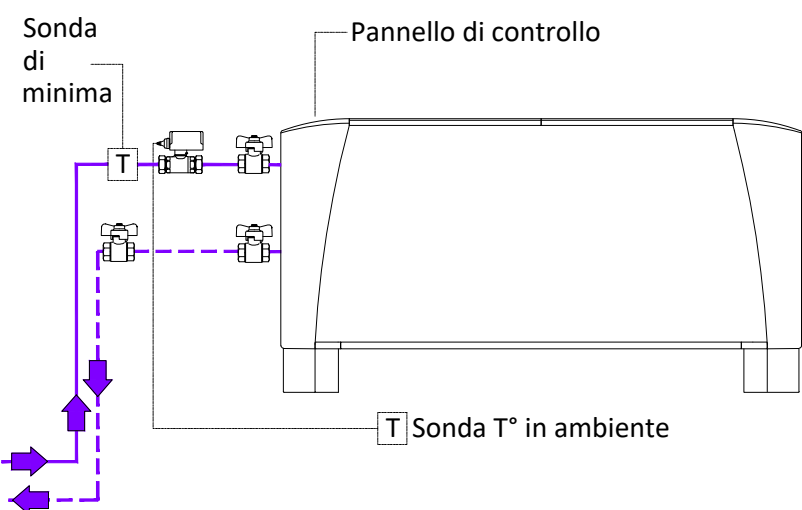 Sonda
di
minima
Pannello di controllo
T
T Sonda T° in ambiente